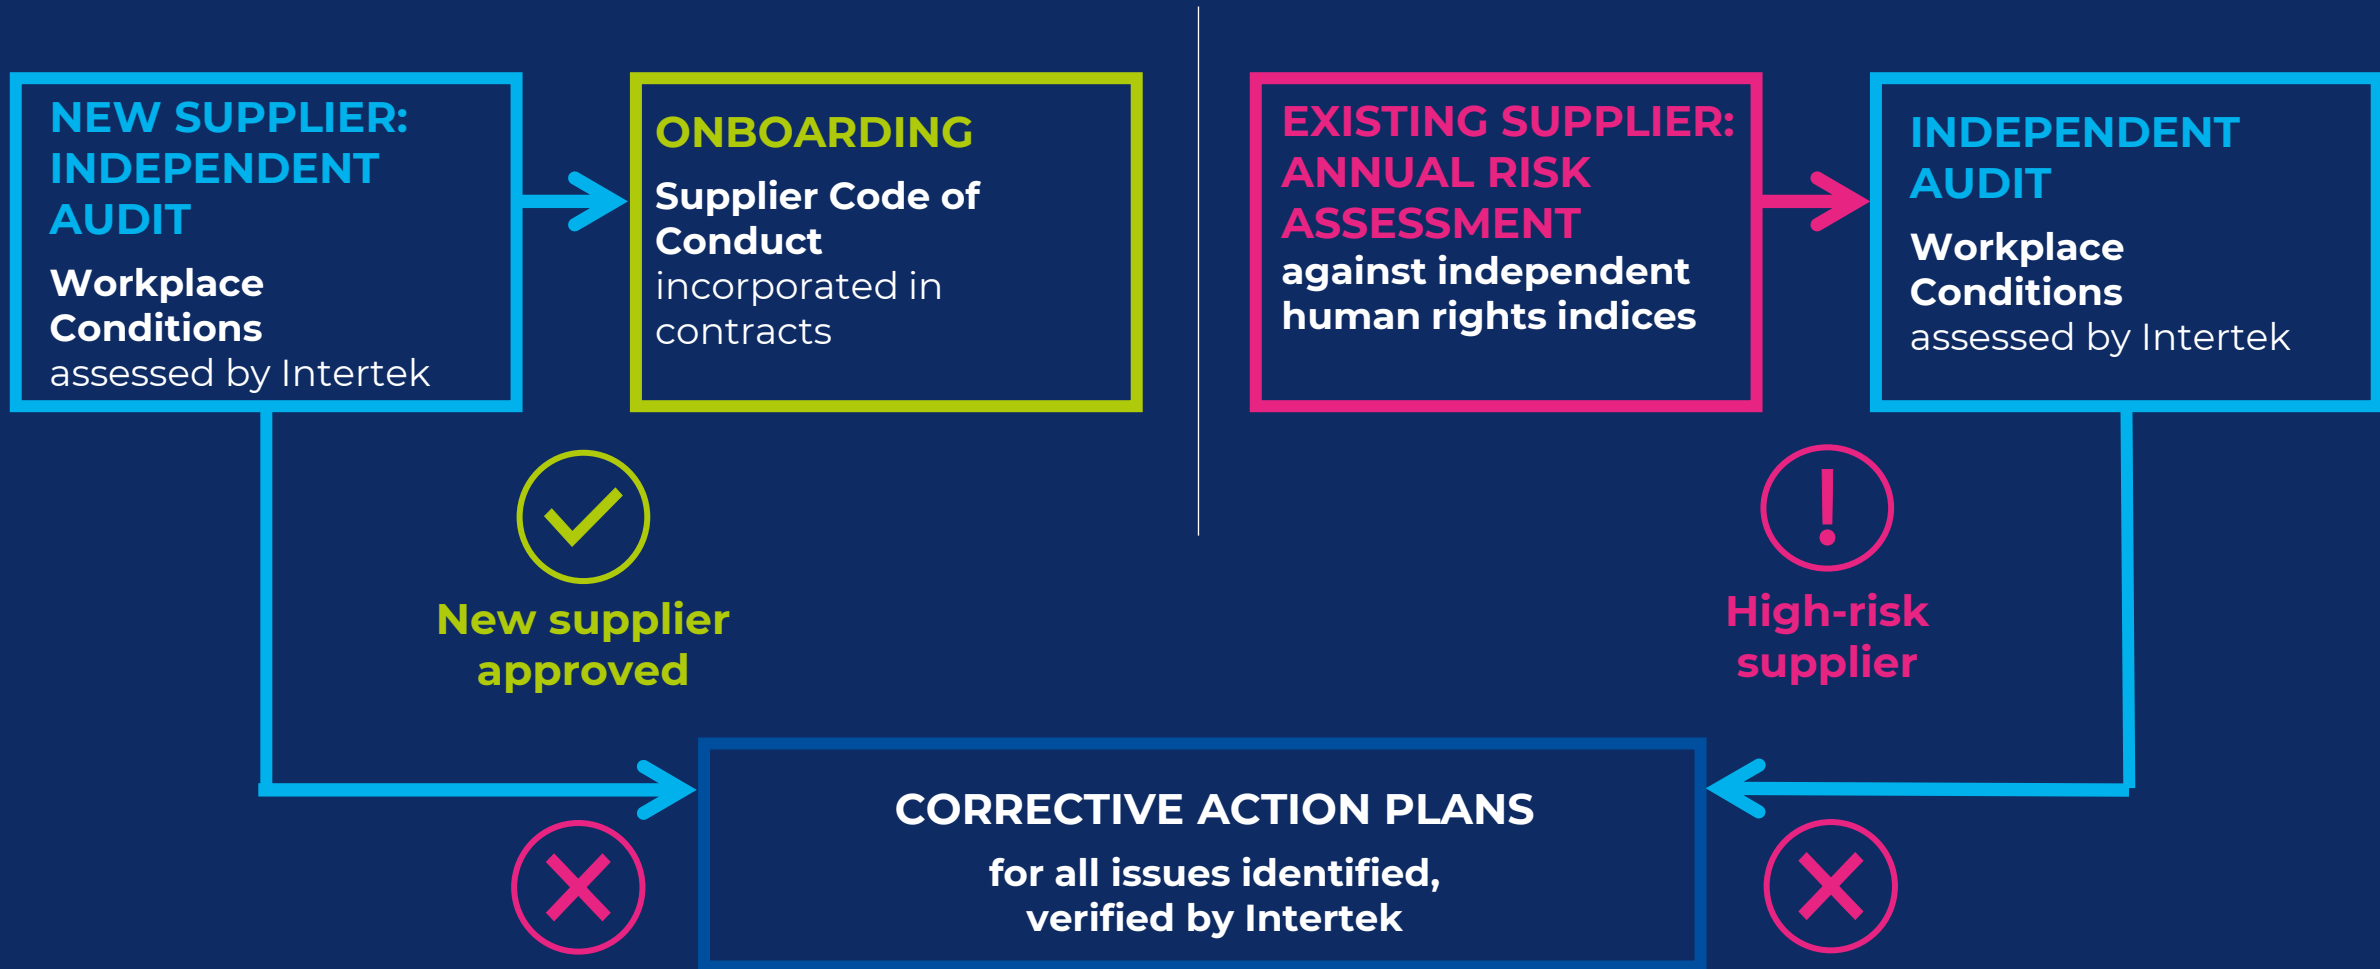 NEW SUPPLIER:
INDEPENDENT
AUDIT
Workplace
Conditions
assessed by Intertek
ONBOARDING
Supplier Code of
Conduct
incorporated in
contracts
EXISTING SUPPLIER:
ANNUAL RISK
ASSESSMENT
against independent
human rights indices
INDEPENDENT
AUDIT
Workplace
Conditions
assessed by Intertek
New supplier
approved
High-risk
supplier
CORRECTIVE ACTION PLANS
for all issues identified,
verified by Intertek